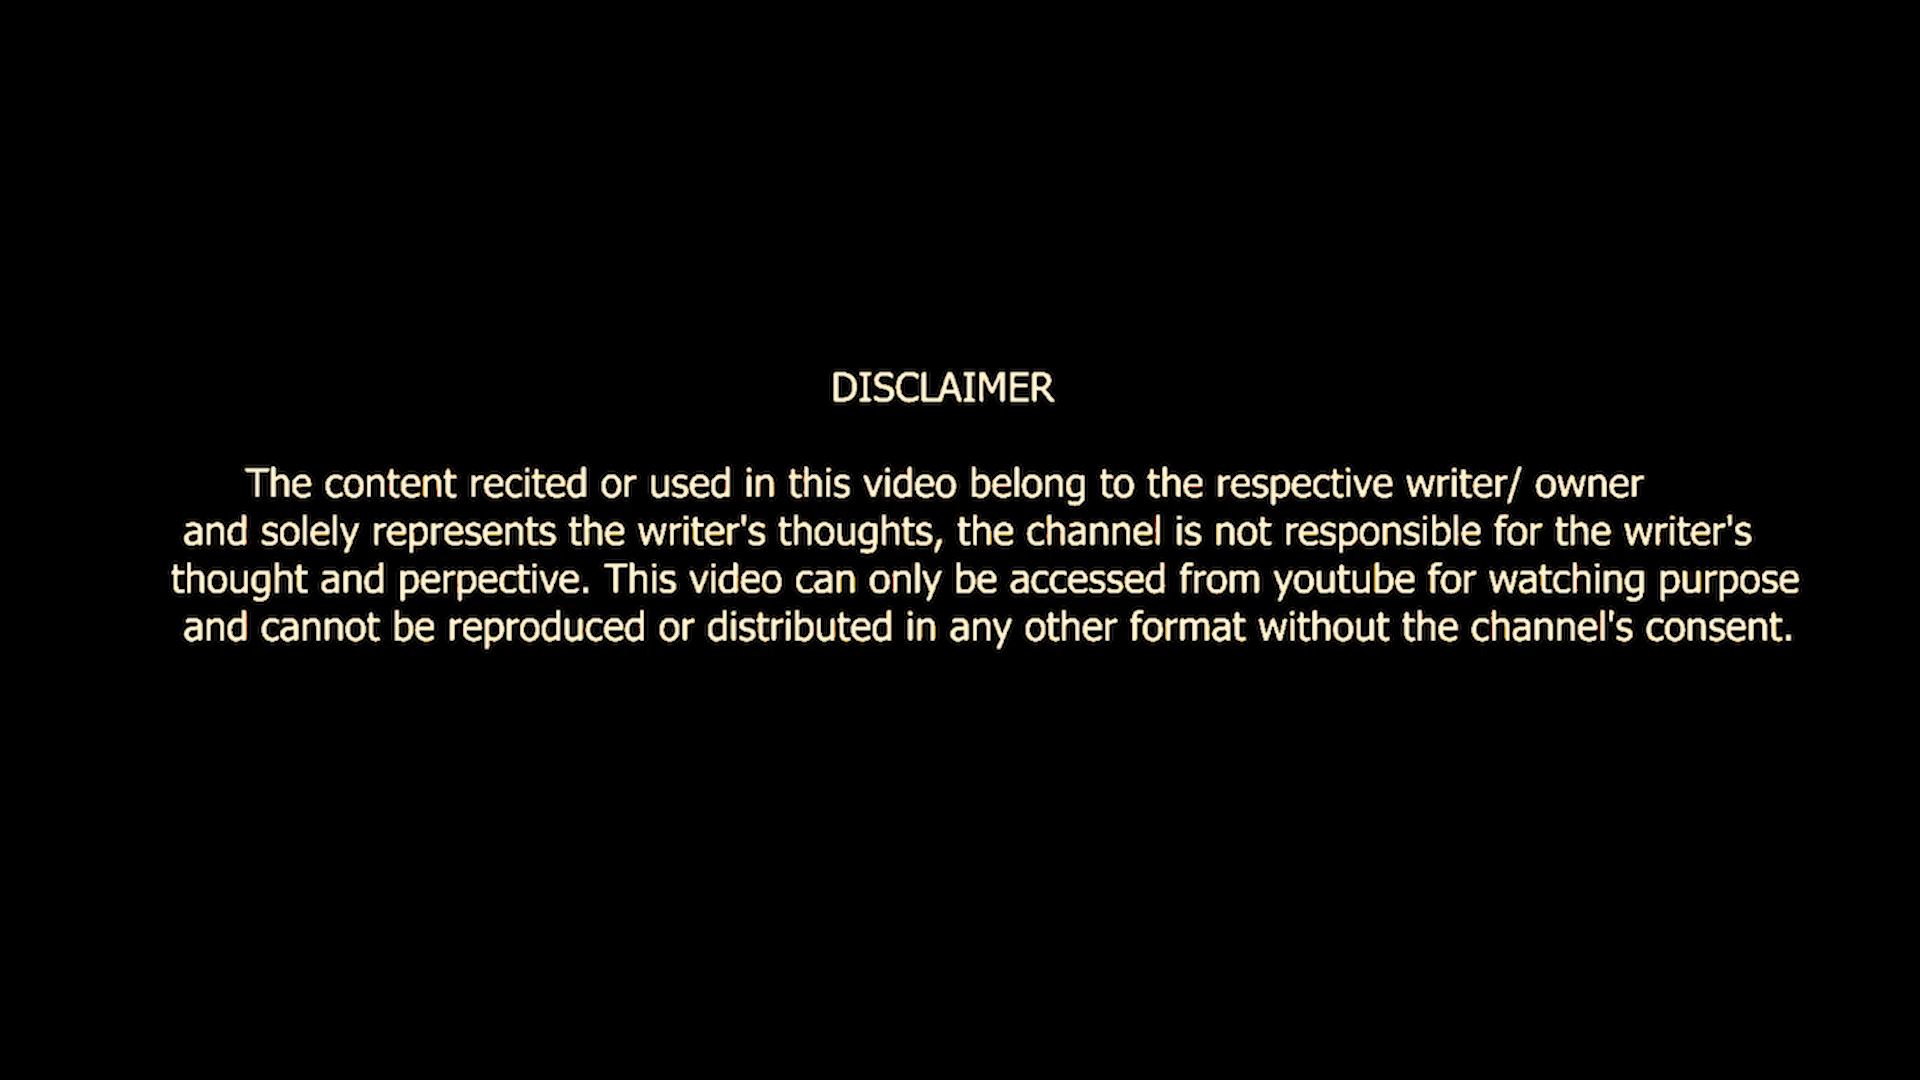 DISCLAIMER
The content recited or used in this video belong to the respective writer/ owner
and solely represents the writer's thoughts, the channel is not responsible for the writer's
thought and perpective. This video can only be accessed from youtube for watching purpose
and cannot be reproduced or distributed in any other format without the channel's consent.